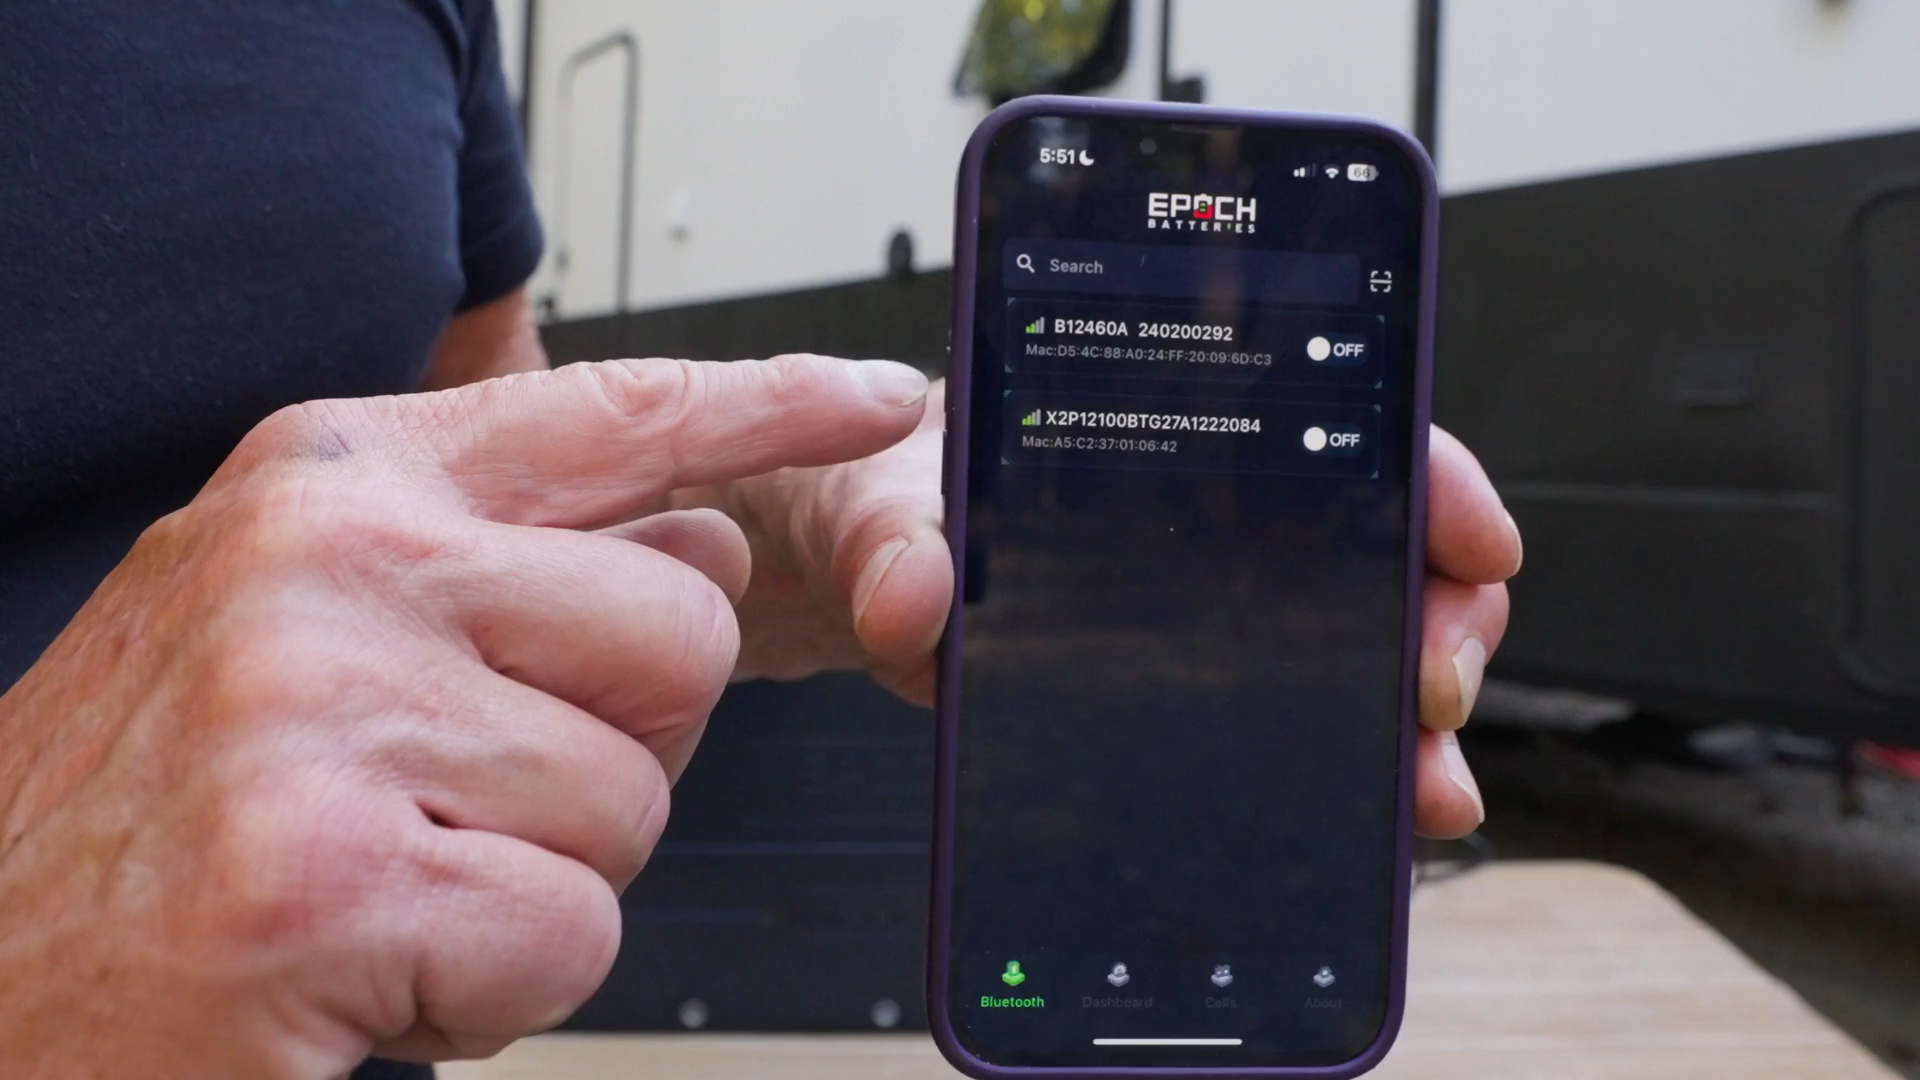 5:51
66
EPOCH
BATTERIES
Search
B12460A 240200292
Mac:D5:4C:88:A0:24:FF:20:09:6D:C3
OFF
X2P12100BTG27A1222084
Mac:A5:C2:37:01:06:42
OFF
Bluetooth
Dashboard
Cells
About